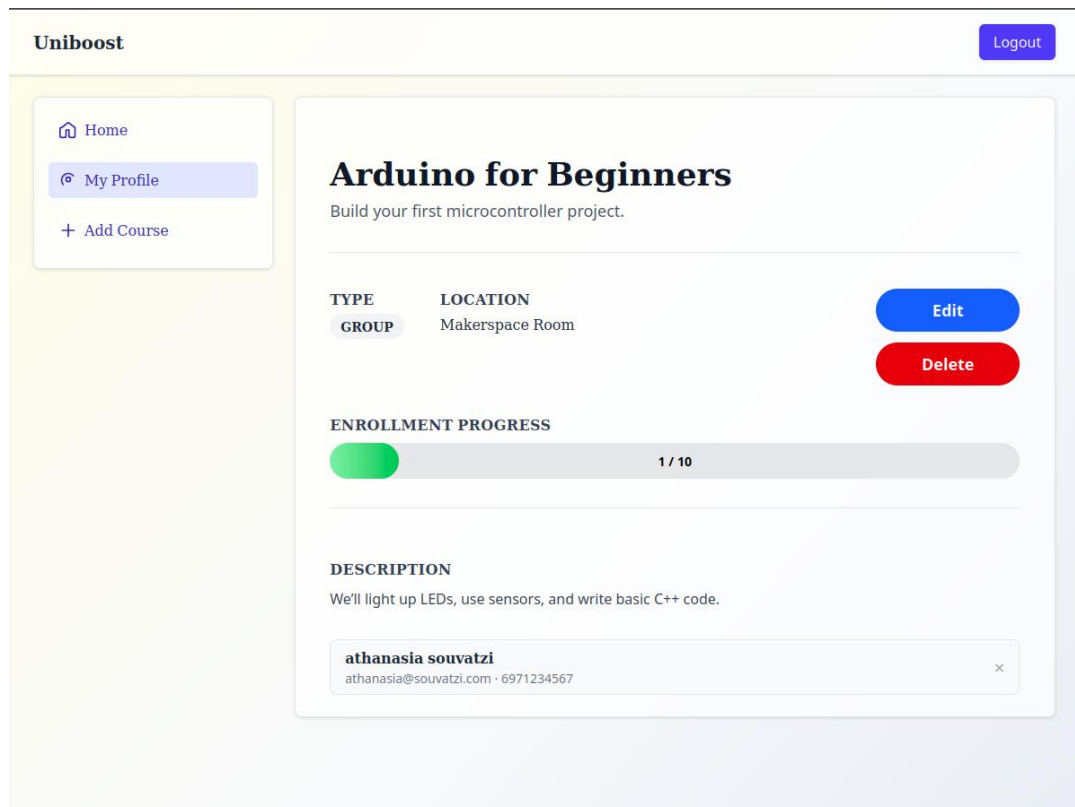 Uniboost
Logout
Home
My Profile
Add Course
Arduino for Beginners
Build your first microcontroller project.
TYPE
GROUP
LOCATION
Makerspace Room
Edit
Delete
ENROLLMENT PROGRESS
1 / 10
DESCRIPTION
We’ll light up LEDs, use sensors, and write basic C++ code.
athanasia souvatzi
athanasia@souvatzi.com · 6971234567